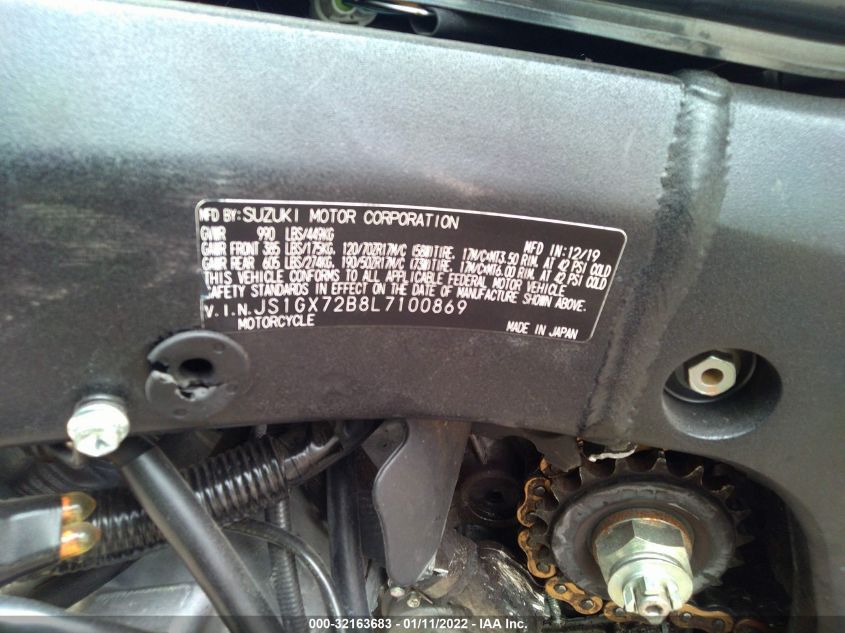 MFD BY: SUZUKI MOTOR CORPORATION
GVWR 990 LBS/449KG MFD IN: 12/19
GAWR FRONT 385 LBS/175KG. 120/70ZR17M/C (58W)TIRE. 17M/C×MT3.50 RIM. AT 42 PSI COLD
GAWR REAR 605 LBS/274KG. 190/50ZR17M/C (73W)TIRE. 17M/C×MT6.00 RIM. AT 42 PSI COLD
THIS VEHICLE CONFORMS TO ALL APPLICABLE FEDERAL MOTOR VEHICLE
SAFETY STANDARDS IN EFFECT ON THE DATE OF MANUFACTURE SHOWN ABOVE.
V.I.N. JS1GX72B8L7100869
MOTORCYCLE MADE IN JAPAN
000-32163683 - 01/11/2022 - IAA Inc.